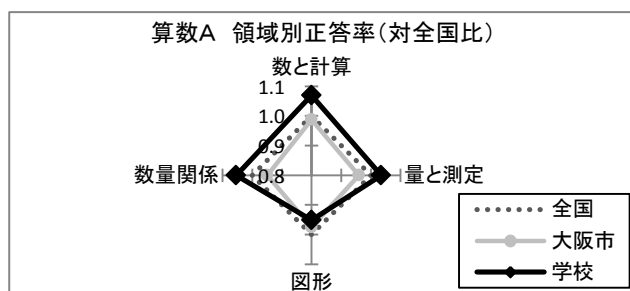 算数A　領域別正答率（対全国比）
数と計算
1.1
1.0
0.9
0.8
数量関係
量と測定
図形
全国
大阪市
学校